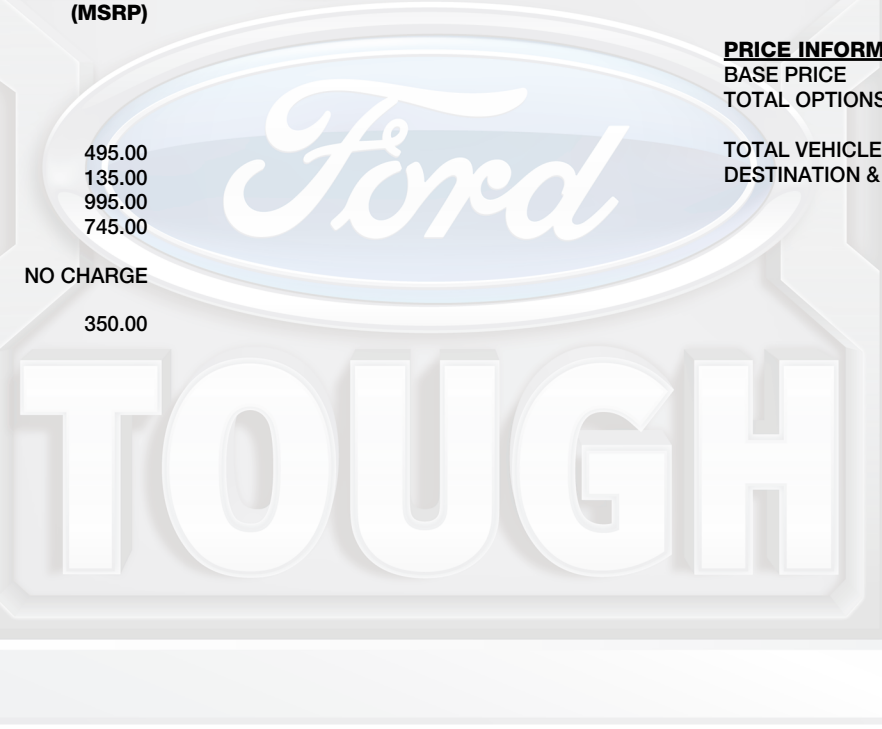 (MSRP)
495.00
135.00
995.00
745.00
NO CHARGE
350.00
PRICE INFORM
BASE PRICE
TOTAL OPTIONS
TOTAL VEHICLE
DESTINATION &
Ford
TOUGH